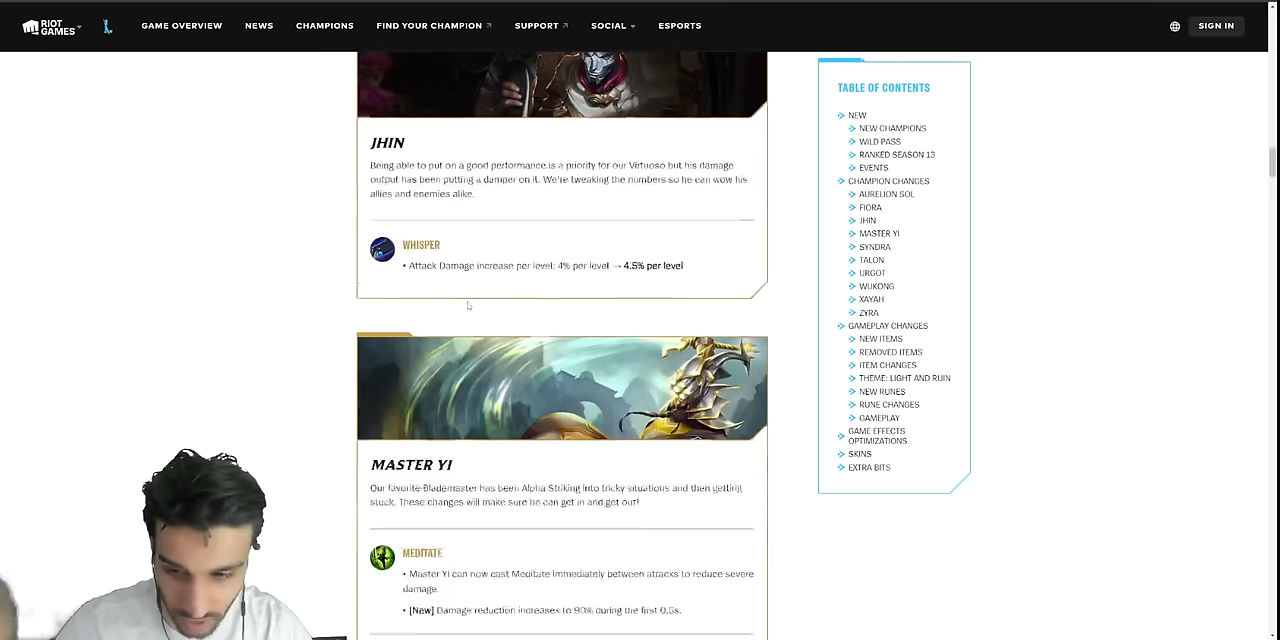 RIOT GAMES
GAME OVERVIEW
NEWS
CHAMPIONS
FIND YOUR CHAMPION
SUPPORT
SOCIAL
ESPORTS
SIGN IN
JHIN
Being able to put on a good performance is a priority for our Virtuoso but his damage
output has been putting a damper on it. We're tweaking the numbers so he can wow his
allies and enemies alike.
WHISPER
• Attack Damage increase per level: 4% per level → 4.5% per level
MASTER YI
Our favorite Blademaster has been Alpha Striking into tricky situations and then getting
stuck. These changes will make sure he can get in and get out!
MEDITATE
• Master Yi can now cast Meditate immediately between attacks to reduce severe
damage.
• [New] Damage reduction increases to 90% during the first 0.5s.
TABLE OF CONTENTS
NEW
NEW CHAMPIONS
WILD PASS
RANKED SEASON 13
EVENTS
CHAMPION CHANGES
AURELION SOL
FIORA
JHIN
MASTER YI
SYNDRA
TALON
URGOT
WUKONG
XAYAH
ZYRA
GAMEPLAY CHANGES
NEW ITEMS
REMOVED ITEMS
ITEM CHANGES
THEME: LIGHT AND RUIN
NEW RUNES
RUNE CHANGES
GAMEPLAY
GAME EFFECTS
OPTIMIZATIONS
SKINS
EXTRA BITS